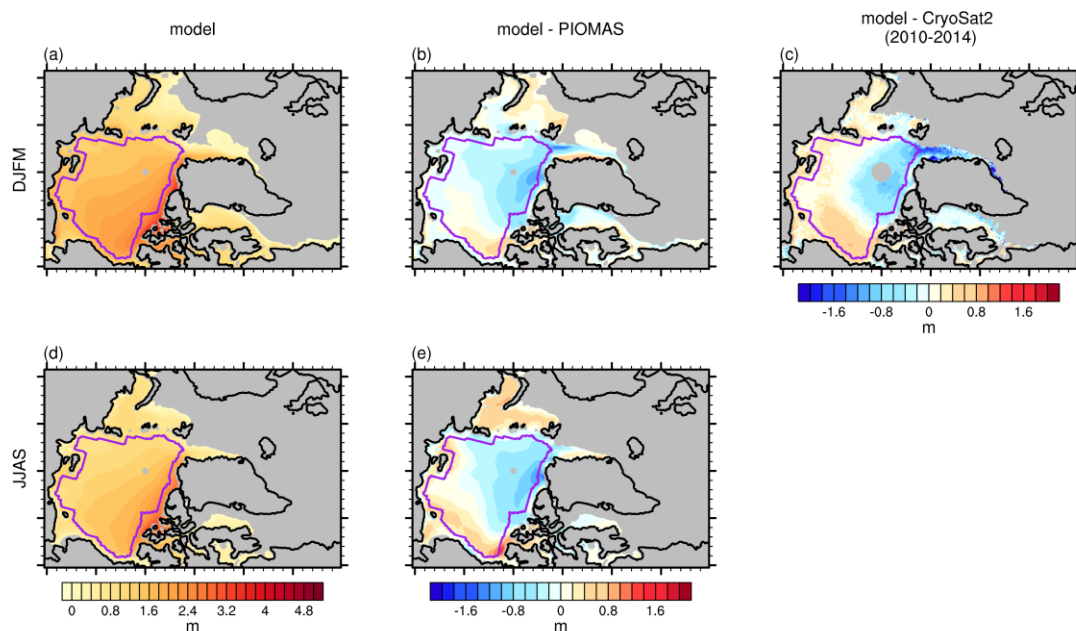 model
model - PIOMAS
model - CryoSat2
(2010-2014)
(a)
(b)
(c)
DJFM
-1.6 -0.8 0 0.8 1.6
m
(d)
(e)
JJAS
0 0.8 1.6 2.4 3.2 4 4.8
m
-1.6 -0.8 0 0.8 1.6
m